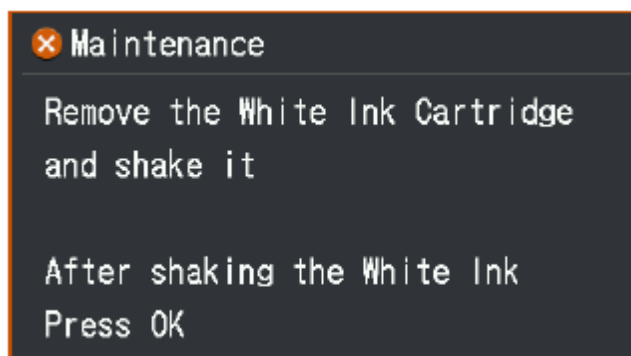 Maintenance
Remove the White Ink Cartridge
and shake it
After shaking the White Ink
Press OK